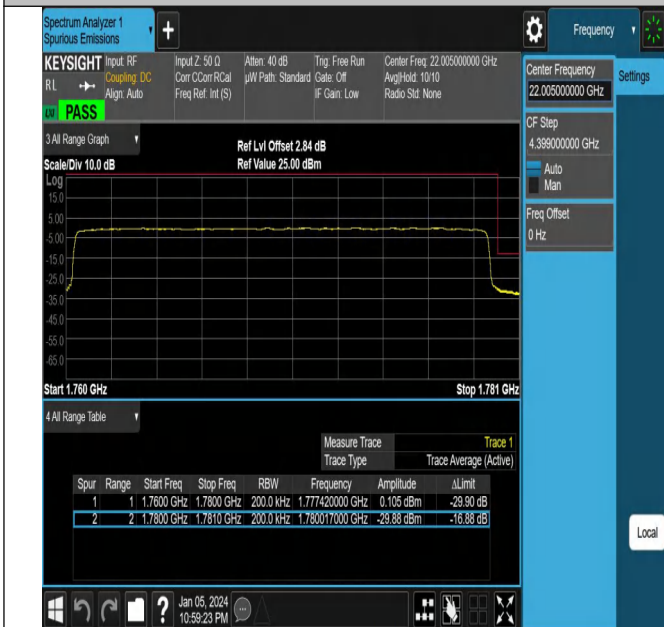 Spectrum Analyzer 1
Spurious Emissions
Frequency
KEYSIGHT Input: RF Input Z: 50 Ω Atten: 40 dB Trig: Free Run Center Freq: 22.005000000 GHz
RL Coupling: DC Corr CCorr RCal µW Path: Standard Gate: Off Avg|Hold: 10/10
Align: Auto Freq Ref: Int (S) IF Gain: Low Radio Std: None
PASS
Center Frequency
22.005000000 GHz
Settings
CF Step
4.399000000 GHz
Auto
Man
Freq Offset
0 Hz
3 All Range Graph
Ref Lvl Offset 2.84 dB
Scale/Div 10.0 dB Ref Value 25.00 dBm
Log
15.0
5.00
-5.00
-15.0
-25.0
-35.0
-45.0
-55.0
-65.0
Start 1.760 GHz Stop 1.781 GHz
4 All Range Table
Measure Trace Trace 1
Trace Type Trace Average (Active)
Spur Range Start Freq Stop Freq RBW Frequency Amplitude ΔLimit
1 1 1.7600 GHz 1.7800 GHz 200.0 kHz 1.777420000 GHz 0.105 dBm -29.90 dB
2 2 1.7800 GHz 1.7810 GHz 200.0 kHz 1.780017000 GHz -29.88 dBm -16.88 dB
Local
? Jan 05, 2024
10:59:23 PM